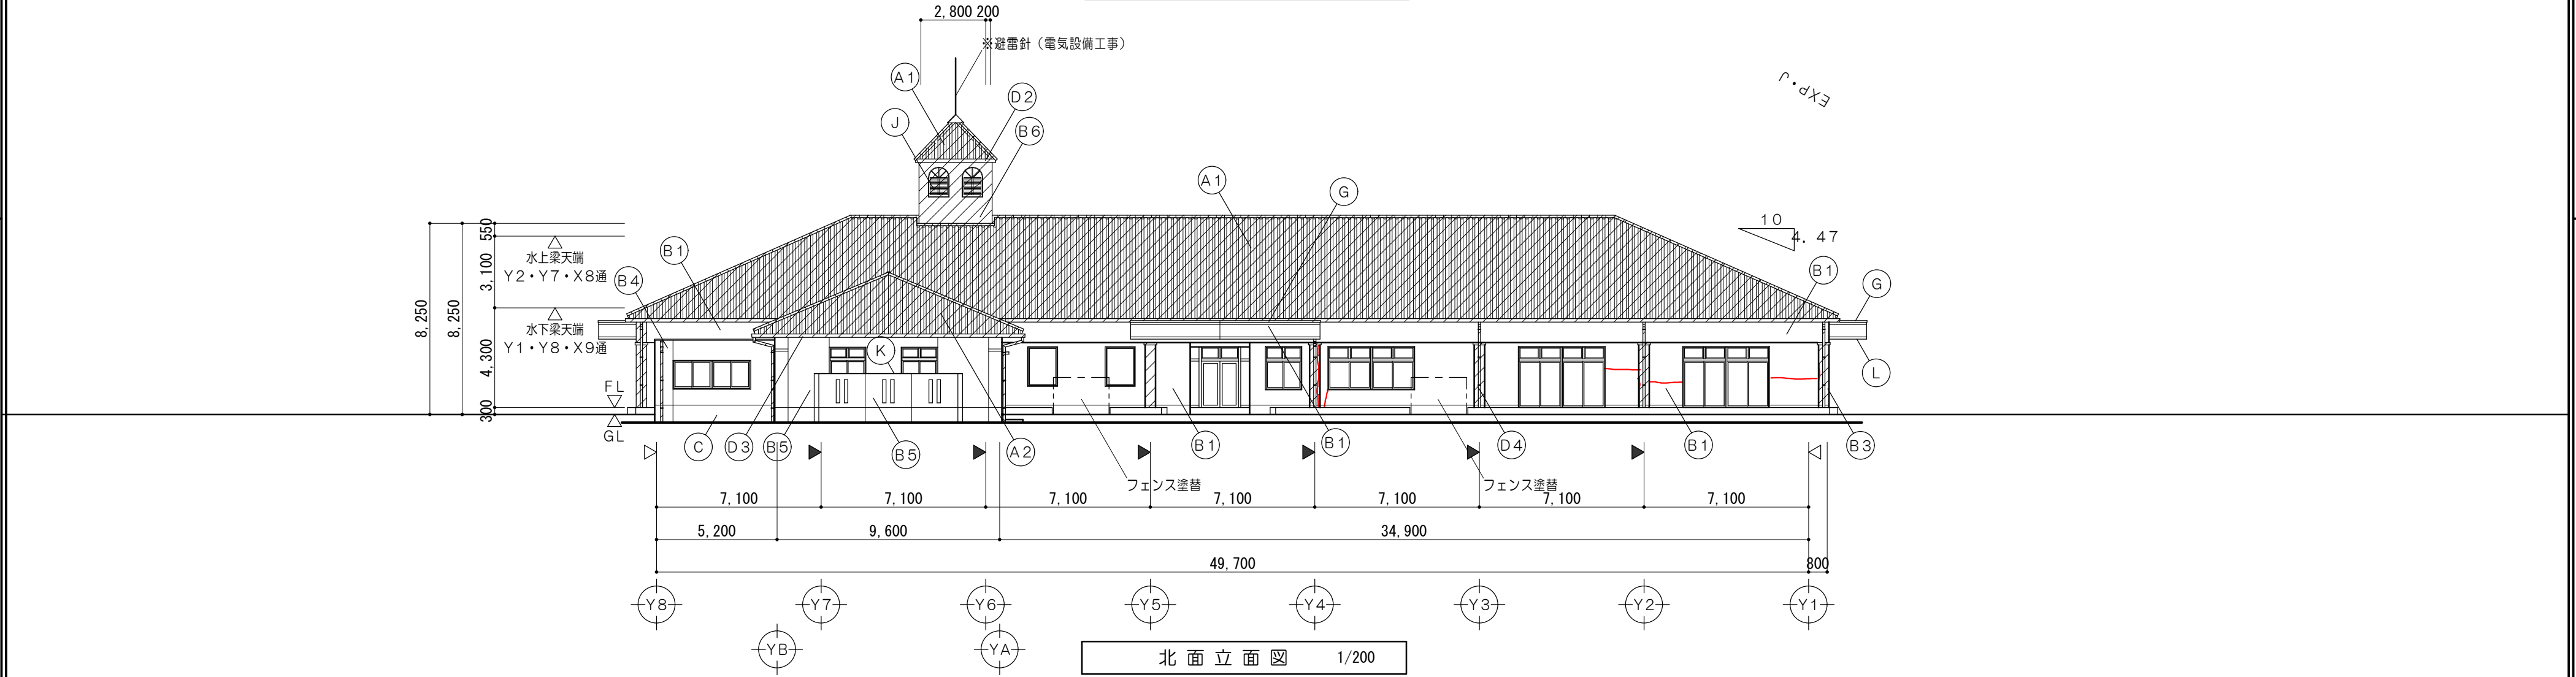 2,800 200
※避雷針（電気設備工事）
A1
D2
J
B6
EXP.J
A1
G
10
4.47
550
水上梁天端
Y2・Y7・X8通
3,100
B1
B4
B1
G
8,250
8,250
水下梁天端
Y1・Y8・X9通
4,300
K
L
FL
300
GL
C
D3
B5
B5
A2
B1
B1
D4
B1
B3
フェンス塗替
フェンス塗替
7,100
7,100
7,100
7,100
7,100
7,100
7,100
5,200
9,600
34,900
49,700
800
Y8
Y7
Y6
Y5
Y4
Y3
Y2
Y1
YB
YA
北面立面図 1/200